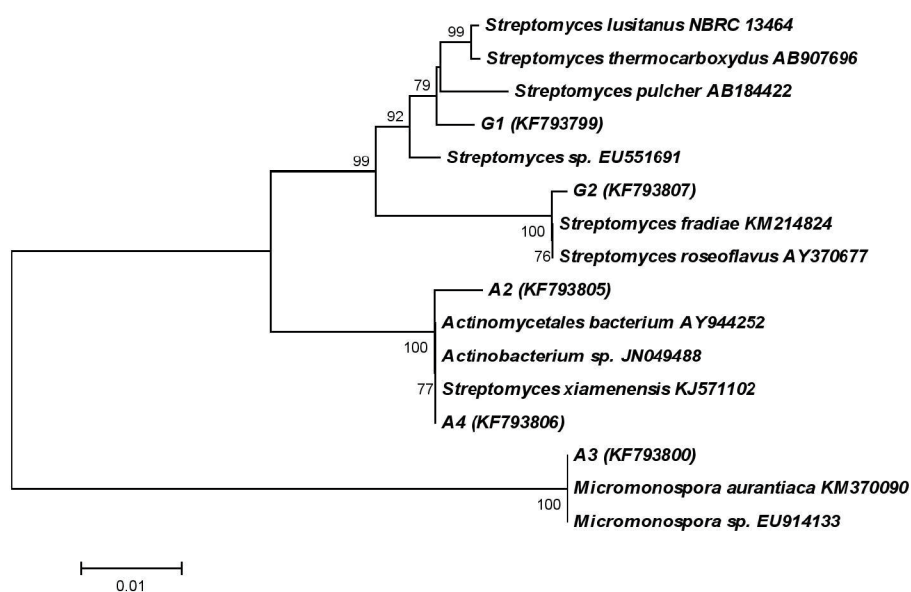 99 Streptomyces lusitanus NBRC 13464
Streptomyces thermocarboxydus AB907696
79 Streptomyces pulcher AB184422
92 G1 (KF793799)
99 Streptomyces sp. EU551691
G2 (KF793807)
100 Streptomyces fradiae KM214824
76 Streptomyces roseoflavus AY370677
A2 (KF793805)
Actinomycetales bacterium AY944252
100 Actinobacterium sp. JN049488
77 Streptomyces xiamenensis KJ571102
A4 (KF793806)
A3 (KF793800)
Micromonospora aurantiaca KM370090
100 Micromonospora sp. EU914133
0.01